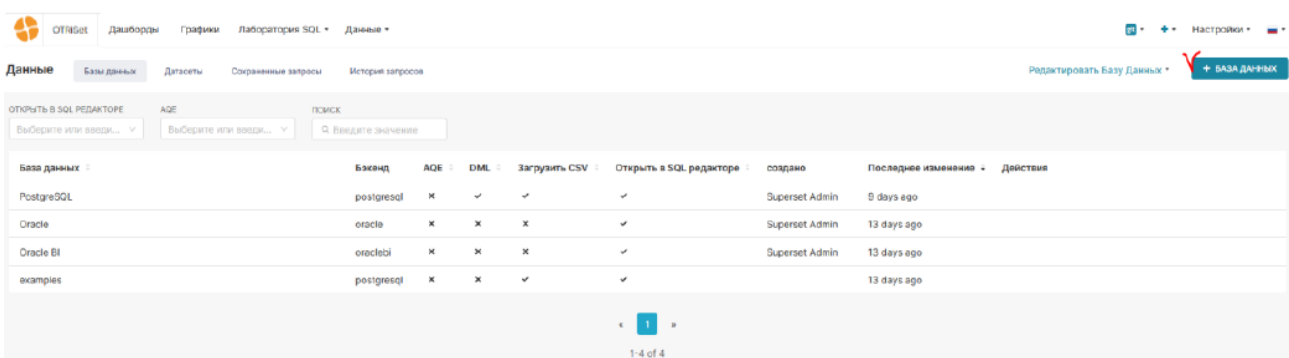 OTRiSet Дашборды Графики Лаборатория SQL Данные Настройки
Данные Базы данных Датасеты Сохраненные запросы История запросов Редактировать Базу Данных + БАЗА ДАННЫХ
ОТКРЫТЬ В SQL РЕДАКТОРЕ AQE ПОИСК
Выберите или введи... Выберите или введи... Введите значение
База данных Бэкенд AQE DML Загрузить CSV Открыть в SQL редакторе создано Последнее изменение Действия
PostgreSQL postgresql Superset Admin 9 days ago
Oracle oracle Superset Admin 13 days ago
Oracle BI oraclebi Superset Admin 13 days ago
examples postgresql 13 days ago
« 1 »
1-4 of 4